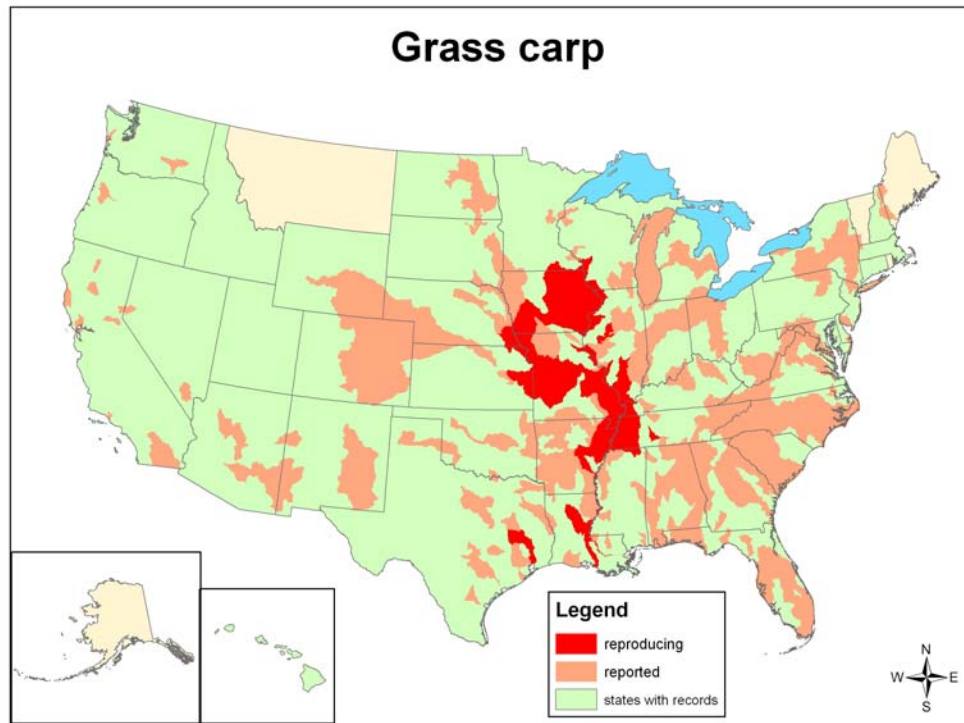 Grass carp
Legend
reproducing
reported
states with records
N
W E
S